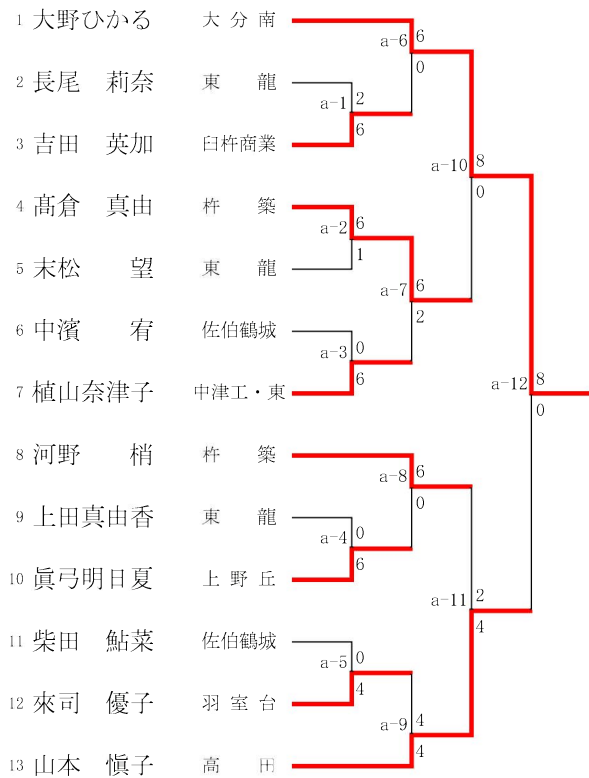 1 大野ひかる 大分南
a-6 6
0
2 長尾 莉奈 東 龍
a-1 2
6
3 吉田 英加 臼杵商業
a-10 8
0
4 髙倉 真由 杵 築
a-2 6
1
5 末松 望 東 龍
a-7 6
2
6 中濱 宥 佐伯鶴城
a-3 0
6
7 植山奈津子 中津工・東
a-12 8
0
8 河野 梢 杵 築
a-8 6
0
9 上田真由香 東 龍
a-4 0
6
10 眞弓明日夏 上野丘
a-11 2
4
11 柴田 鮎菜 佐伯鶴城
a-5 0
4
12 來司 優子 羽室台
a-9 4
4
13 山本 愼子 高 田